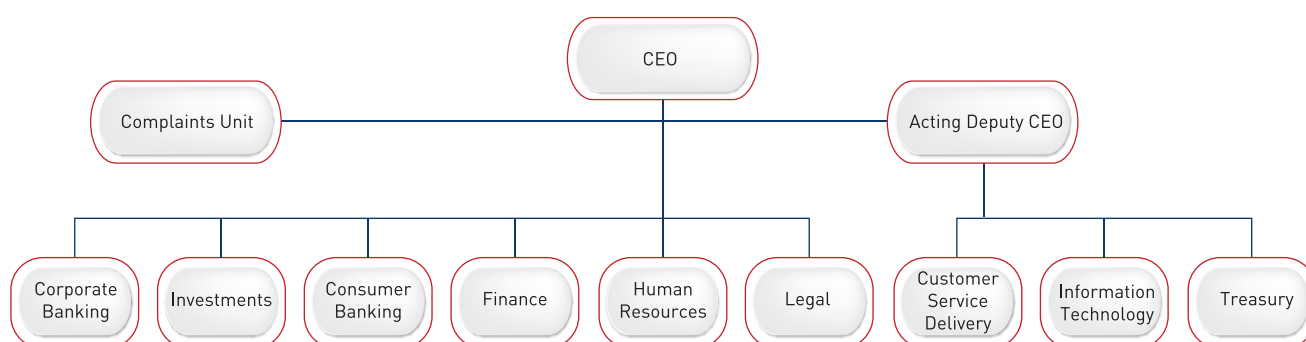 CEO
Complaints Unit
Acting Deputy CEO
Corporate
Banking
Investments
Consumer
Banking
Finance
Human
Resources
Legal
Customer
Service
Delivery
Information
Technology
Treasury